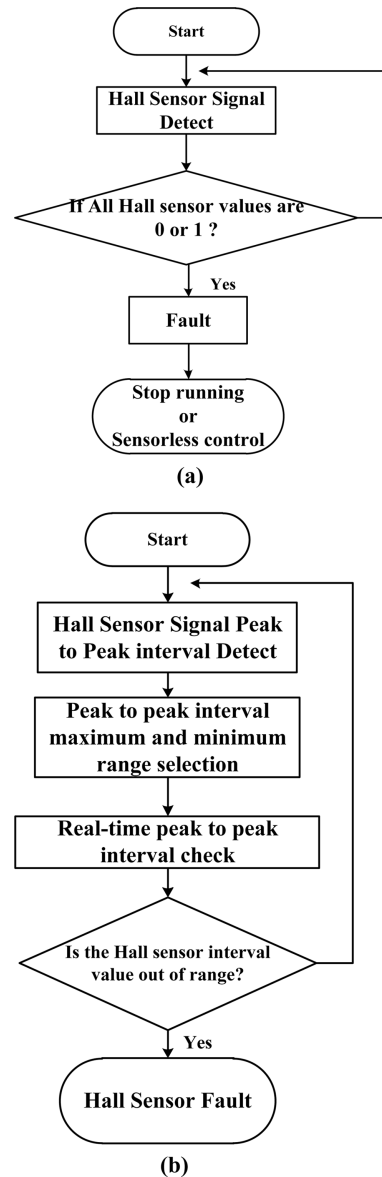 Start
Hall Sensor Signal
Detect
If All Hall sensor values are
0 or 1 ?
Yes
Fault
Stop running
or
Sensorless control
(a)
Start
Hall Sensor Signal Peak
to Peak interval Detect
Peak to peak interval
maximum and minimum
range selection
Real-time peak to peak
interval check
Is the Hall sensor interval
value out of range?
Yes
Hall Sensor Fault
(b)